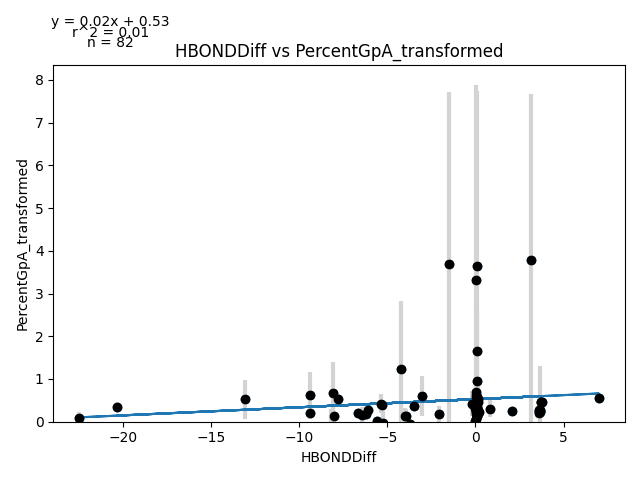 y = 0.02x + 0.53
r^2 = 0.01
n = 82
HBONDDiff vs PercentGpA_transformed
PercentGpA_transformed
8
7
6
5
4
3
2
1
0
−20
−15
−10
−5
0
5
HBONDDiff